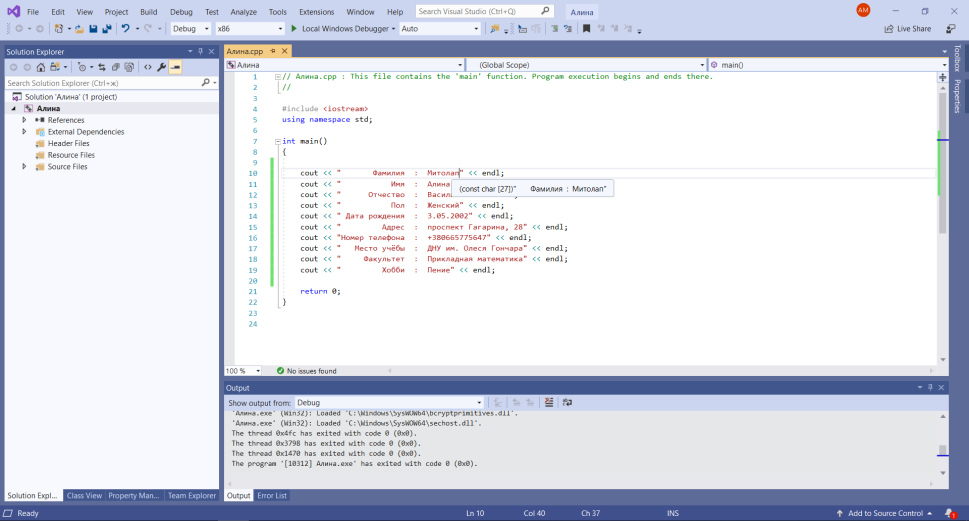 File Edit View Project Build Debug Test Analyze Tools Extensions Window Help Search Visual Studio (Ctrl+Q) Алина AM
Debug x86 Local Windows Debugger Auto Live Share
Solution Explorer
Search Solution Explorer (Ctrl+ж)
Solution 'Алина' (1 project)
Алина
References
External Dependencies
Header Files
Resource Files
Source Files
Solution Expl... Class View Property Man... Team Explorer
Алина.cpp
Алина (Global Scope) main()
1 // Алина.cpp : This file contains the 'main' function. Program execution begins and ends there.
2 //
3
4 #include <iostream>
5 using namespace std;
6
7 int main()
8 {
9
10 cout << " Фамилия : Митолап" << endl;
11 cout << " Имя : Алина
12 cout << " Отчество : Васил
13 cout << " Пол : Женский" << endl;
14 cout << " Дата рождения : 3.05.2002" << endl;
15 cout << " Адрес : проспект Гагарина, 28" << endl;
16 cout << "Номер телефона : +380665775647" << endl;
17 cout << " Место учёбы : ДНУ им. Олеся Гончара" << endl;
18 cout << " Факультет : Прикладная математика" << endl;
19 cout << " Хобби : Пение" << endl;
20
21 return 0;
22 }
23
24
(const char [27])" Фамилия : Митолап"
100 % No issues found
Output
Show output from: Debug
'Алина.exe' (Win32): Loaded 'C:\Windows\SysWOW64\bcryptprimitives.dll'.
'Алина.exe' (Win32): Loaded 'C:\Windows\SysWOW64\sechost.dll'.
The thread 0x4fc has exited with code 0 (0x0).
The thread 0x3798 has exited with code 0 (0x0).
The thread 0x1470 has exited with code 0 (0x0).
The program '[10312] Алина.exe' has exited with code 0 (0x0).
Output Error List
Toolbox
Properties
Ready Ln 10 Col 40 Ch 37 INS Add to Source Control 1